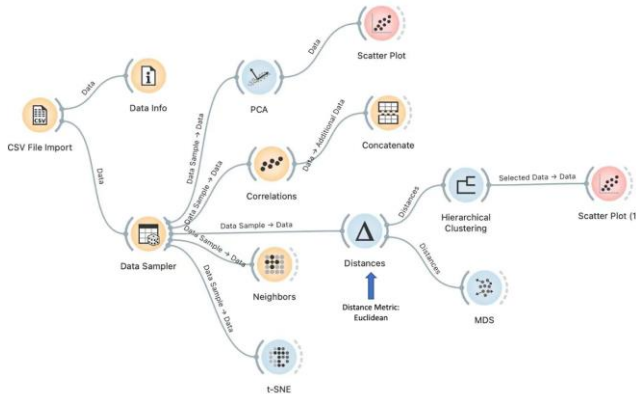 Data
Scatter Plot
Data
Data Info
PCA
CSV
CSV File Import
Data Sample → Data
Data → Additional Data
Concatenate
Data
Data Sample → Data
Correlations
Selected Data → Data
Distances
Hierarchical
Clustering
Scatter Plot (1
Data Sample → Data
Data Sampler
Data Sample → Data
Distances
Neighbors
Distances
Data Sample → Data
Distance Metric:
Euclidean
MDS
t-SNE